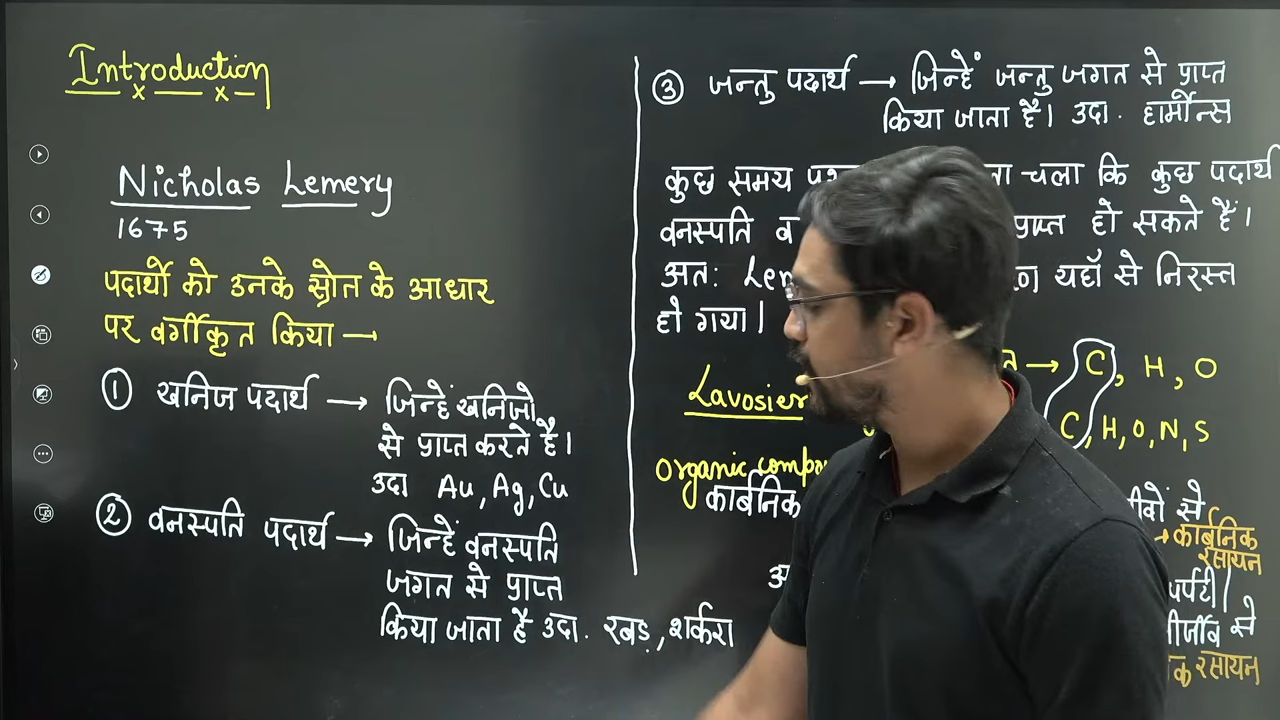 Introduction
Nicholas Lemery
1675
पदार्थो को उनके स्रोत के आधार
पर वर्गीकृत किया →
① खनिज पदार्थ → जिन्हें खनिजो
से प्राप्त करते है।
उदा Au, Ag, Cu
② वनस्पति पदार्थ → जिन्हें वनस्पति
जगत से प्राप्त
किया जाता है उदा. रबड़, शर्करा
③ जन्तु पदार्थ → जिन्हें जन्तु जगत से प्राप्त
किया जाता है। उदा. हार्मोन्स
कुछ समय चला कि कुछ पदार्थ
वनस्पति व प्राप्त हो सकते हैं।
अतः यहाँ से निरस्त
हो गया।
Lavosier → C, H, O
C, H, O, N, S
Organic
कार्बनिक से
→ कार्बनिक
रसायन
से
रसायन